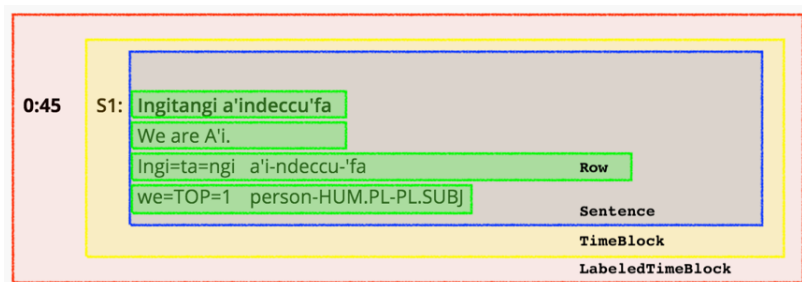 0:45 S1: Ingitangi a'indeccu'fa
We are A'i.
Ingi=ta=ngi a'i-ndeccu-'fa Row
we=TOP=1 person-HUM.PL-PL.SUBJ
Sentence
TimeBlock
LabeledTimeBlock